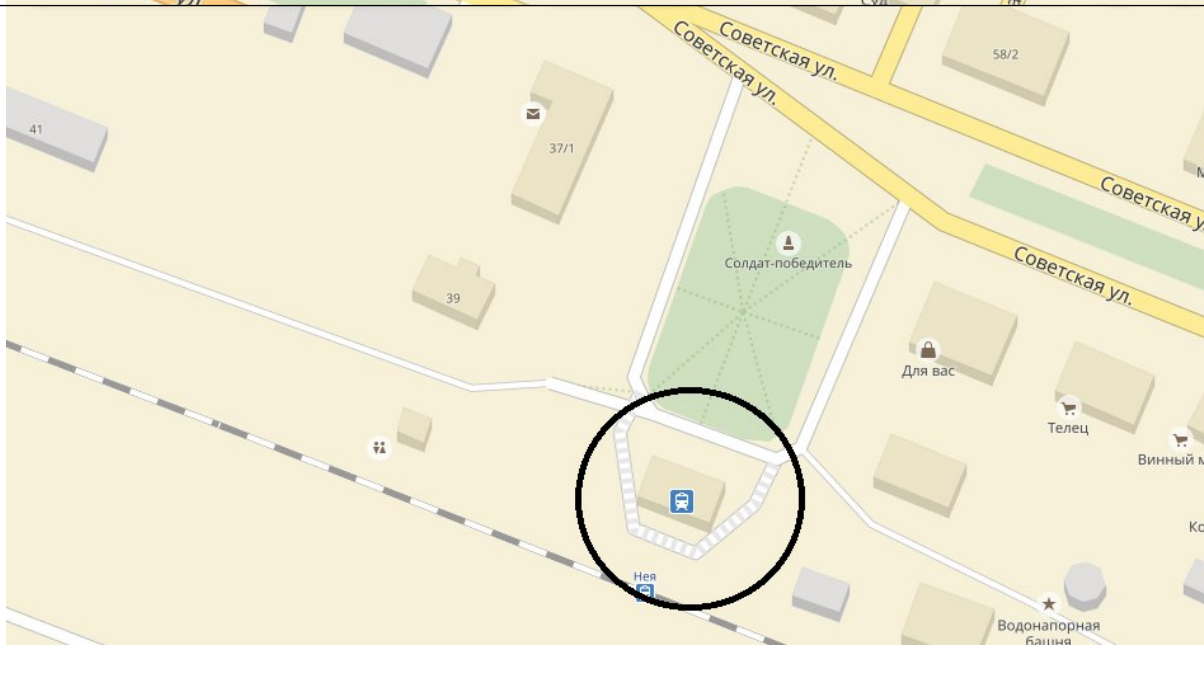 Советская ул.
Советская ул.
58/2
41
37/1
Советская у
Солдат-победитель
Советская ул.
39
Для вас
Телец
Винный м
Ко
Нея
Водонапорная
башня